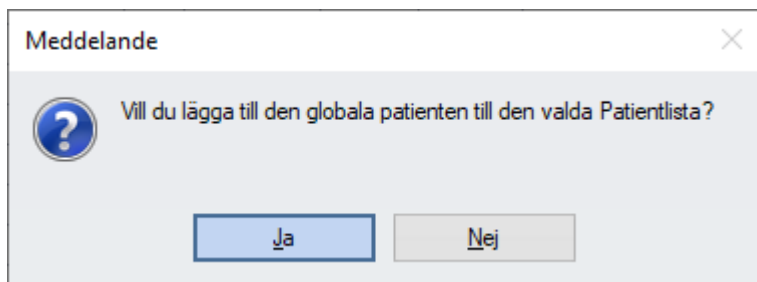 Meddelande
Vill du lägga till den globala patienten till den valda Patientlista?
Ja
Nej